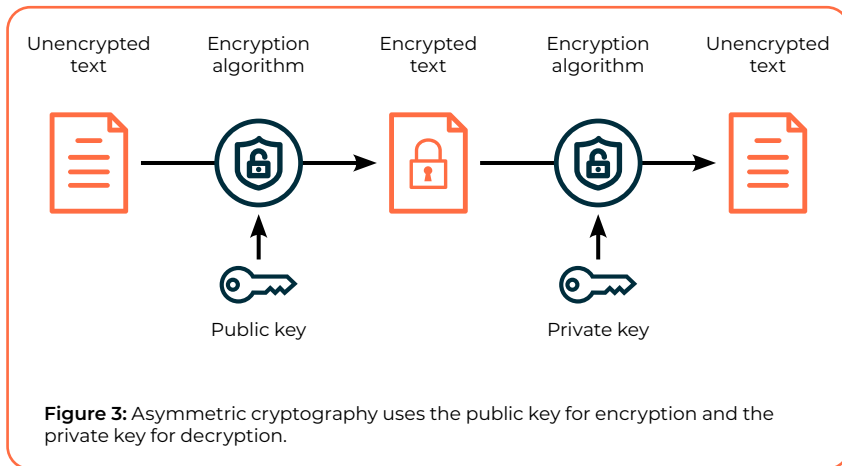 Unencrypted
text
Encryption
algorithm
Encrypted
text
Encryption
algorithm
Unencrypted
text
Public key
Private key
Figure 3: Asymmetric cryptography uses the public key for encryption and the
private key for decryption.